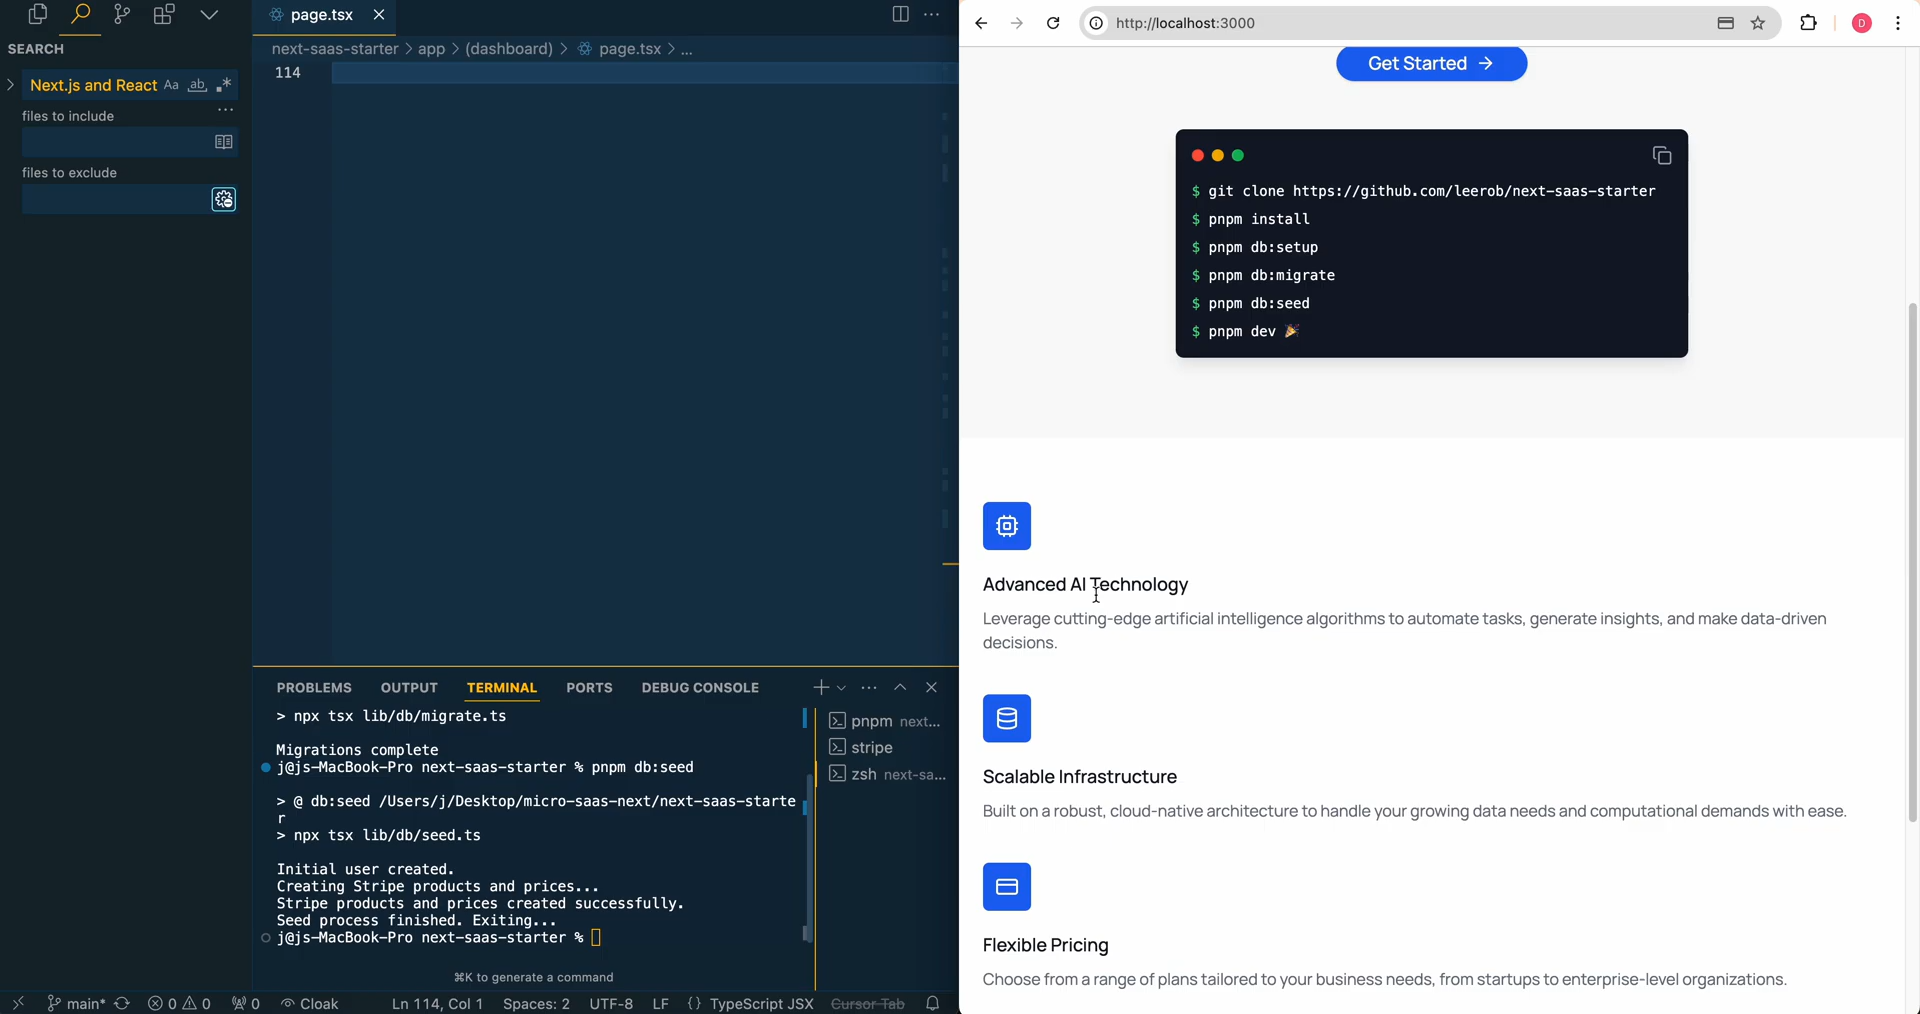 SEARCH
Next.js and React
Aa ab .*
files to include
files to exclude
page.tsx
next-saas-starter > app > (dashboard) > page.tsx > ...
114
PROBLEMS OUTPUT TERMINAL PORTS DEBUG CONSOLE
> npx tsx lib/db/migrate.ts
Migrations complete
j@js-MacBook-Pro next-saas-starter % pnpm db:seed
> @ db:seed /Users/j/Desktop/micro-saas-next/next-saas-starte
r
> npx tsx lib/db/seed.ts
Initial user created.
Creating Stripe products and prices...
Stripe products and prices created successfully.
Seed process finished. Exiting...
j@js-MacBook-Pro next-saas-starter %
⌘K to generate a command
pnpm next...
stripe
zsh next-sa...
main* 0 0 0 Cloak Ln 114, Col 1 Spaces: 2 UTF-8 LF {} TypeScript JSX Cursor Tab
http://localhost:3000
D
Get Started →
$ git clone https://github.com/leerob/next-saas-starter
$ pnpm install
$ pnpm db:setup
$ pnpm db:migrate
$ pnpm db:seed
$ pnpm dev 🎉
Advanced AI Technology
Leverage cutting-edge artificial intelligence algorithms to automate tasks, generate insights, and make data-driven
decisions.
Scalable Infrastructure
Built on a robust, cloud-native architecture to handle your growing data needs and computational demands with ease.
Flexible Pricing
Choose from a range of plans tailored to your business needs, from startups to enterprise-level organizations.